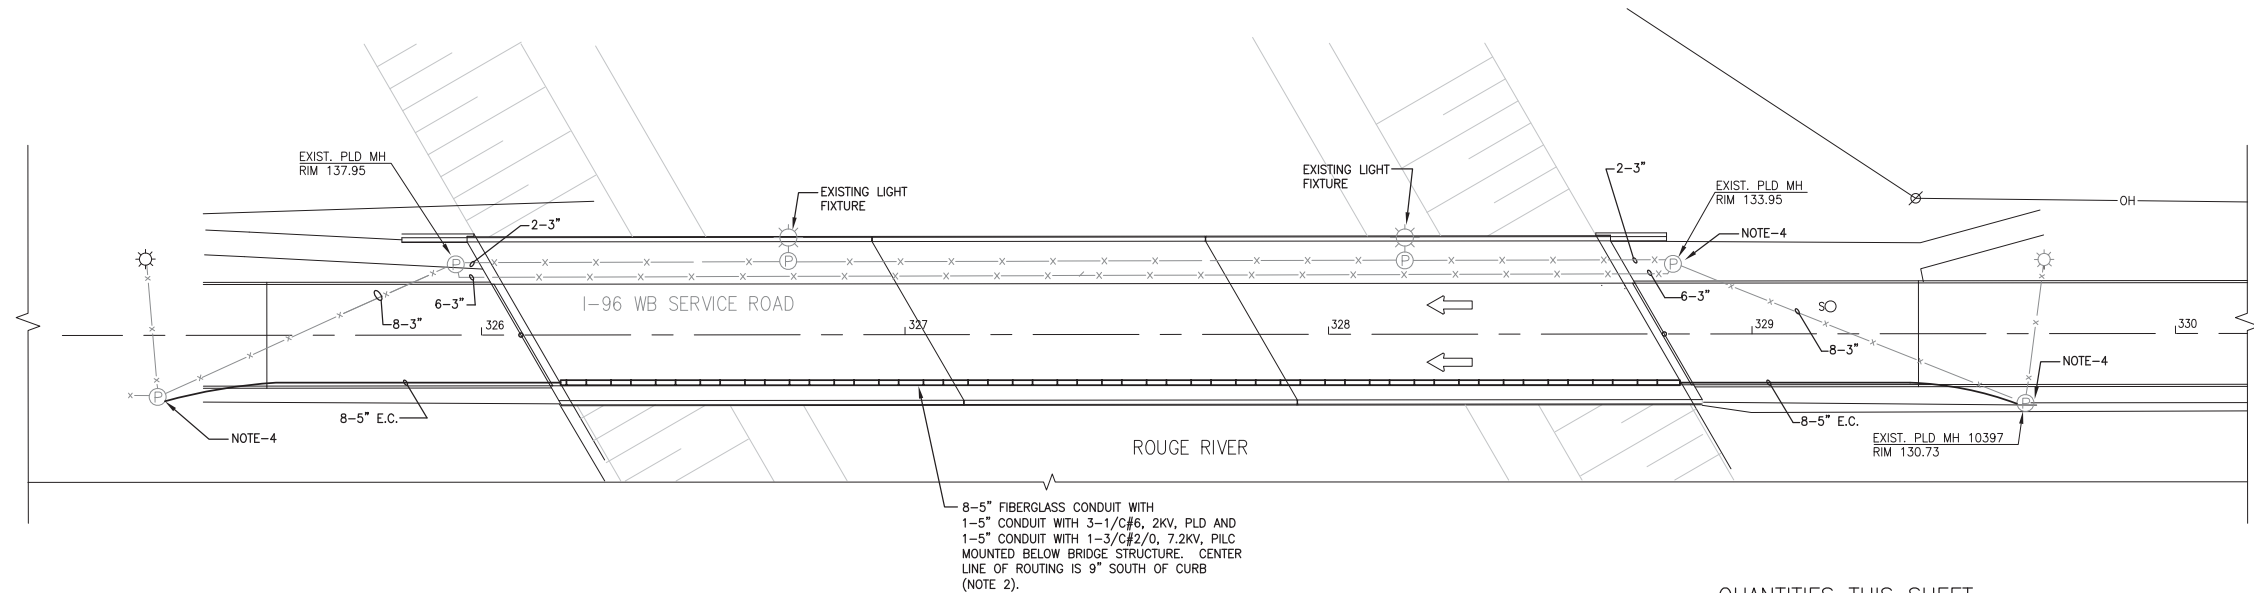 OH
EXIST. PLD MH
RIM 137.95
EXISTING LIGHT
FIXTURE
EXISTING LIGHT
FIXTURE
2-3"
EXIST. PLD MH
RIM 133.95
NOTE-4
2-3"
P
P
P
P
6-3"
I-96 WB SERVICE ROAD
6-3"
8-3"
S
326
327
328
329
330
8-3"
NOTE-4
P
P
8-5" E.C.
8-5" E.C.
NOTE-4
EXIST. PLD MH 10397
RIM 130.73
ROUGE RIVER
8-5" FIBERGLASS CONDUIT WITH
1-5" CONDUIT WITH 3-1/C#6, 2KV, PLD AND
1-5" CONDUIT WITH 1-3/C#2/0, 7.2KV, PILC
MOUNTED BELOW BRIDGE STRUCTURE. CENTER
LINE OF ROUTING IS 9" SOUTH OF CURB
(NOTE 2).
QUANTITIES THIS SHEET